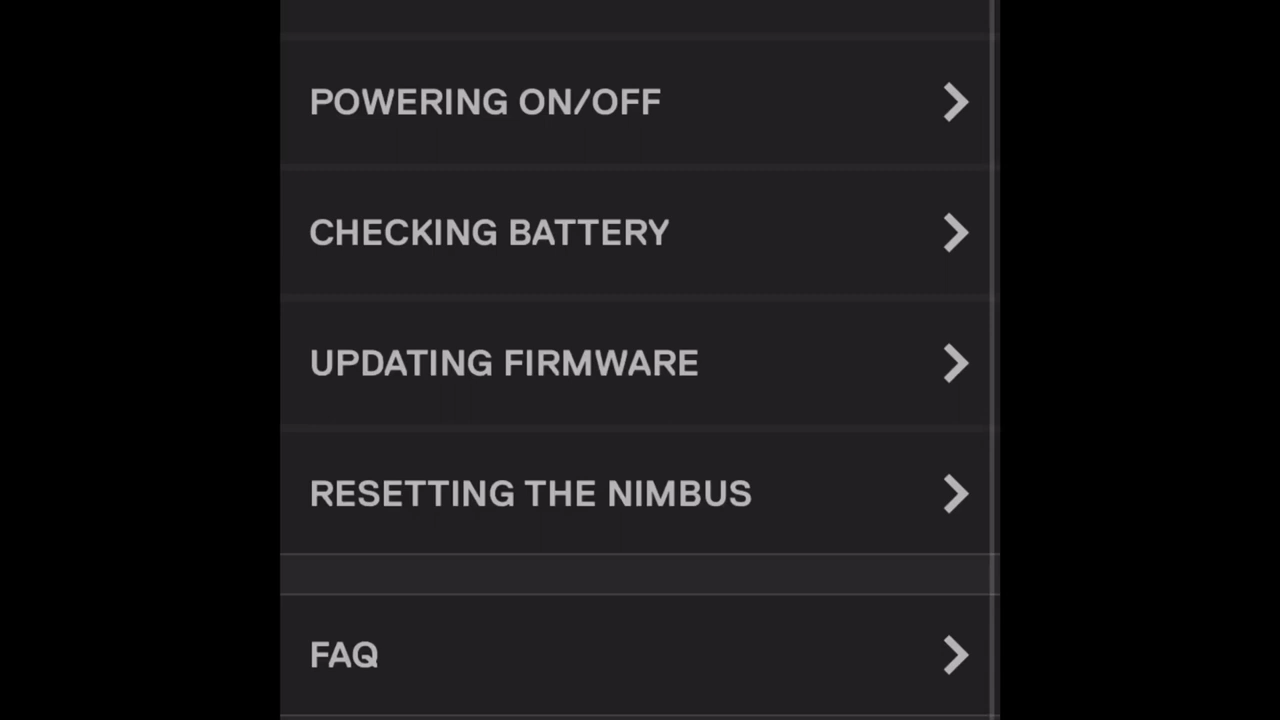 POWERING ON/OFF
CHECKING BATTERY
UPDATING FIRMWARE
RESETTING THE NIMBUS
FAQ